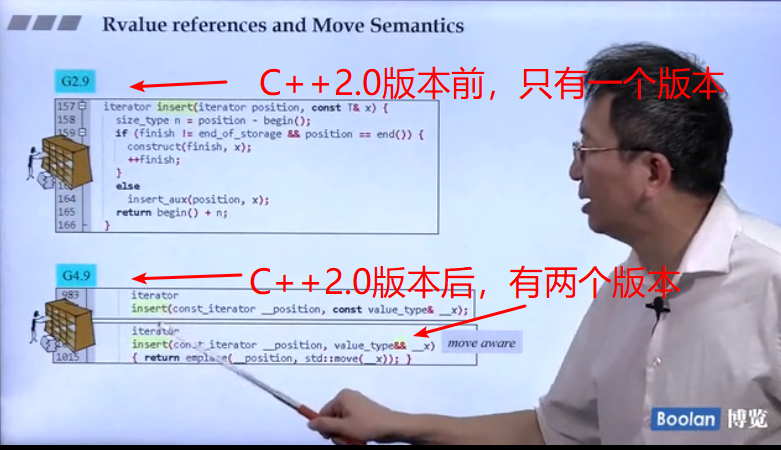 Rvalue references and Move Semantics
G2.9
C++2.0版本前，只有一个版本
157 iterator insert(iterator position, const T& x) {
158 size_type n = position - begin();
159 if (finish != end_of_storage && position == end()) {
construct(finish, x);
++finish;
}
else
164 insert_aux(position, x);
165 return begin() + n;
166 }
G4.9
C++2.0版本后，有两个版本
983 iterator
insert(const_iterator __position, const value_type& __x);
iterator
insert(const_iterator __position, value_type&& __x)
move aware
1015 { return emplace(__position, std::move(__x)); }
Boolan 博览